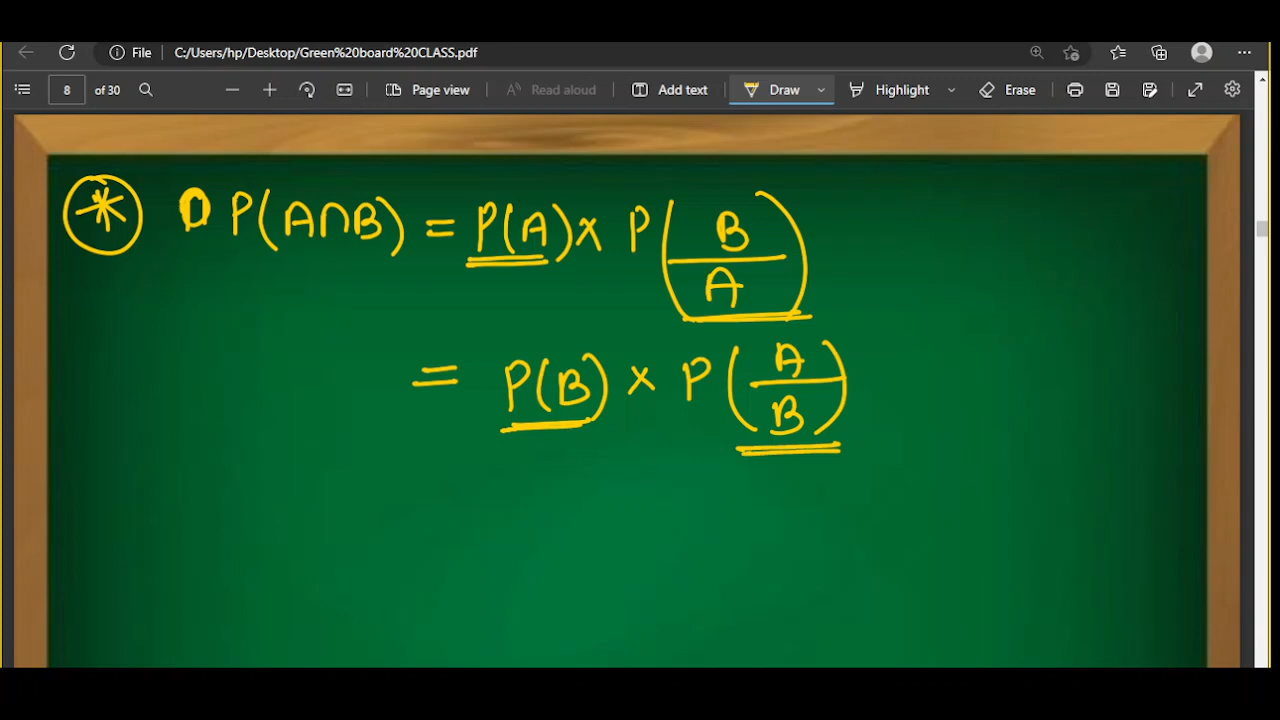 File C:/Users/hp/Desktop/Green%20board%20CLASS.pdf
8 of 30 Page view Read aloud Add text Draw Highlight Erase
P(A∩B) = P(A) × P(B/A)
= P(B) × P(A/B)